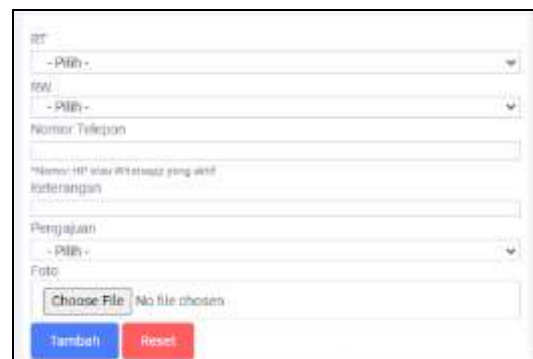 RT
- Pilih -
RW
- Pilih -
Nomor Telepon
*Nomor HP atau Whatsapp yang aktif
Keterangan
Pengajuan
- Pilih -
Foto
Choose File No file chosen
Tambah Reset